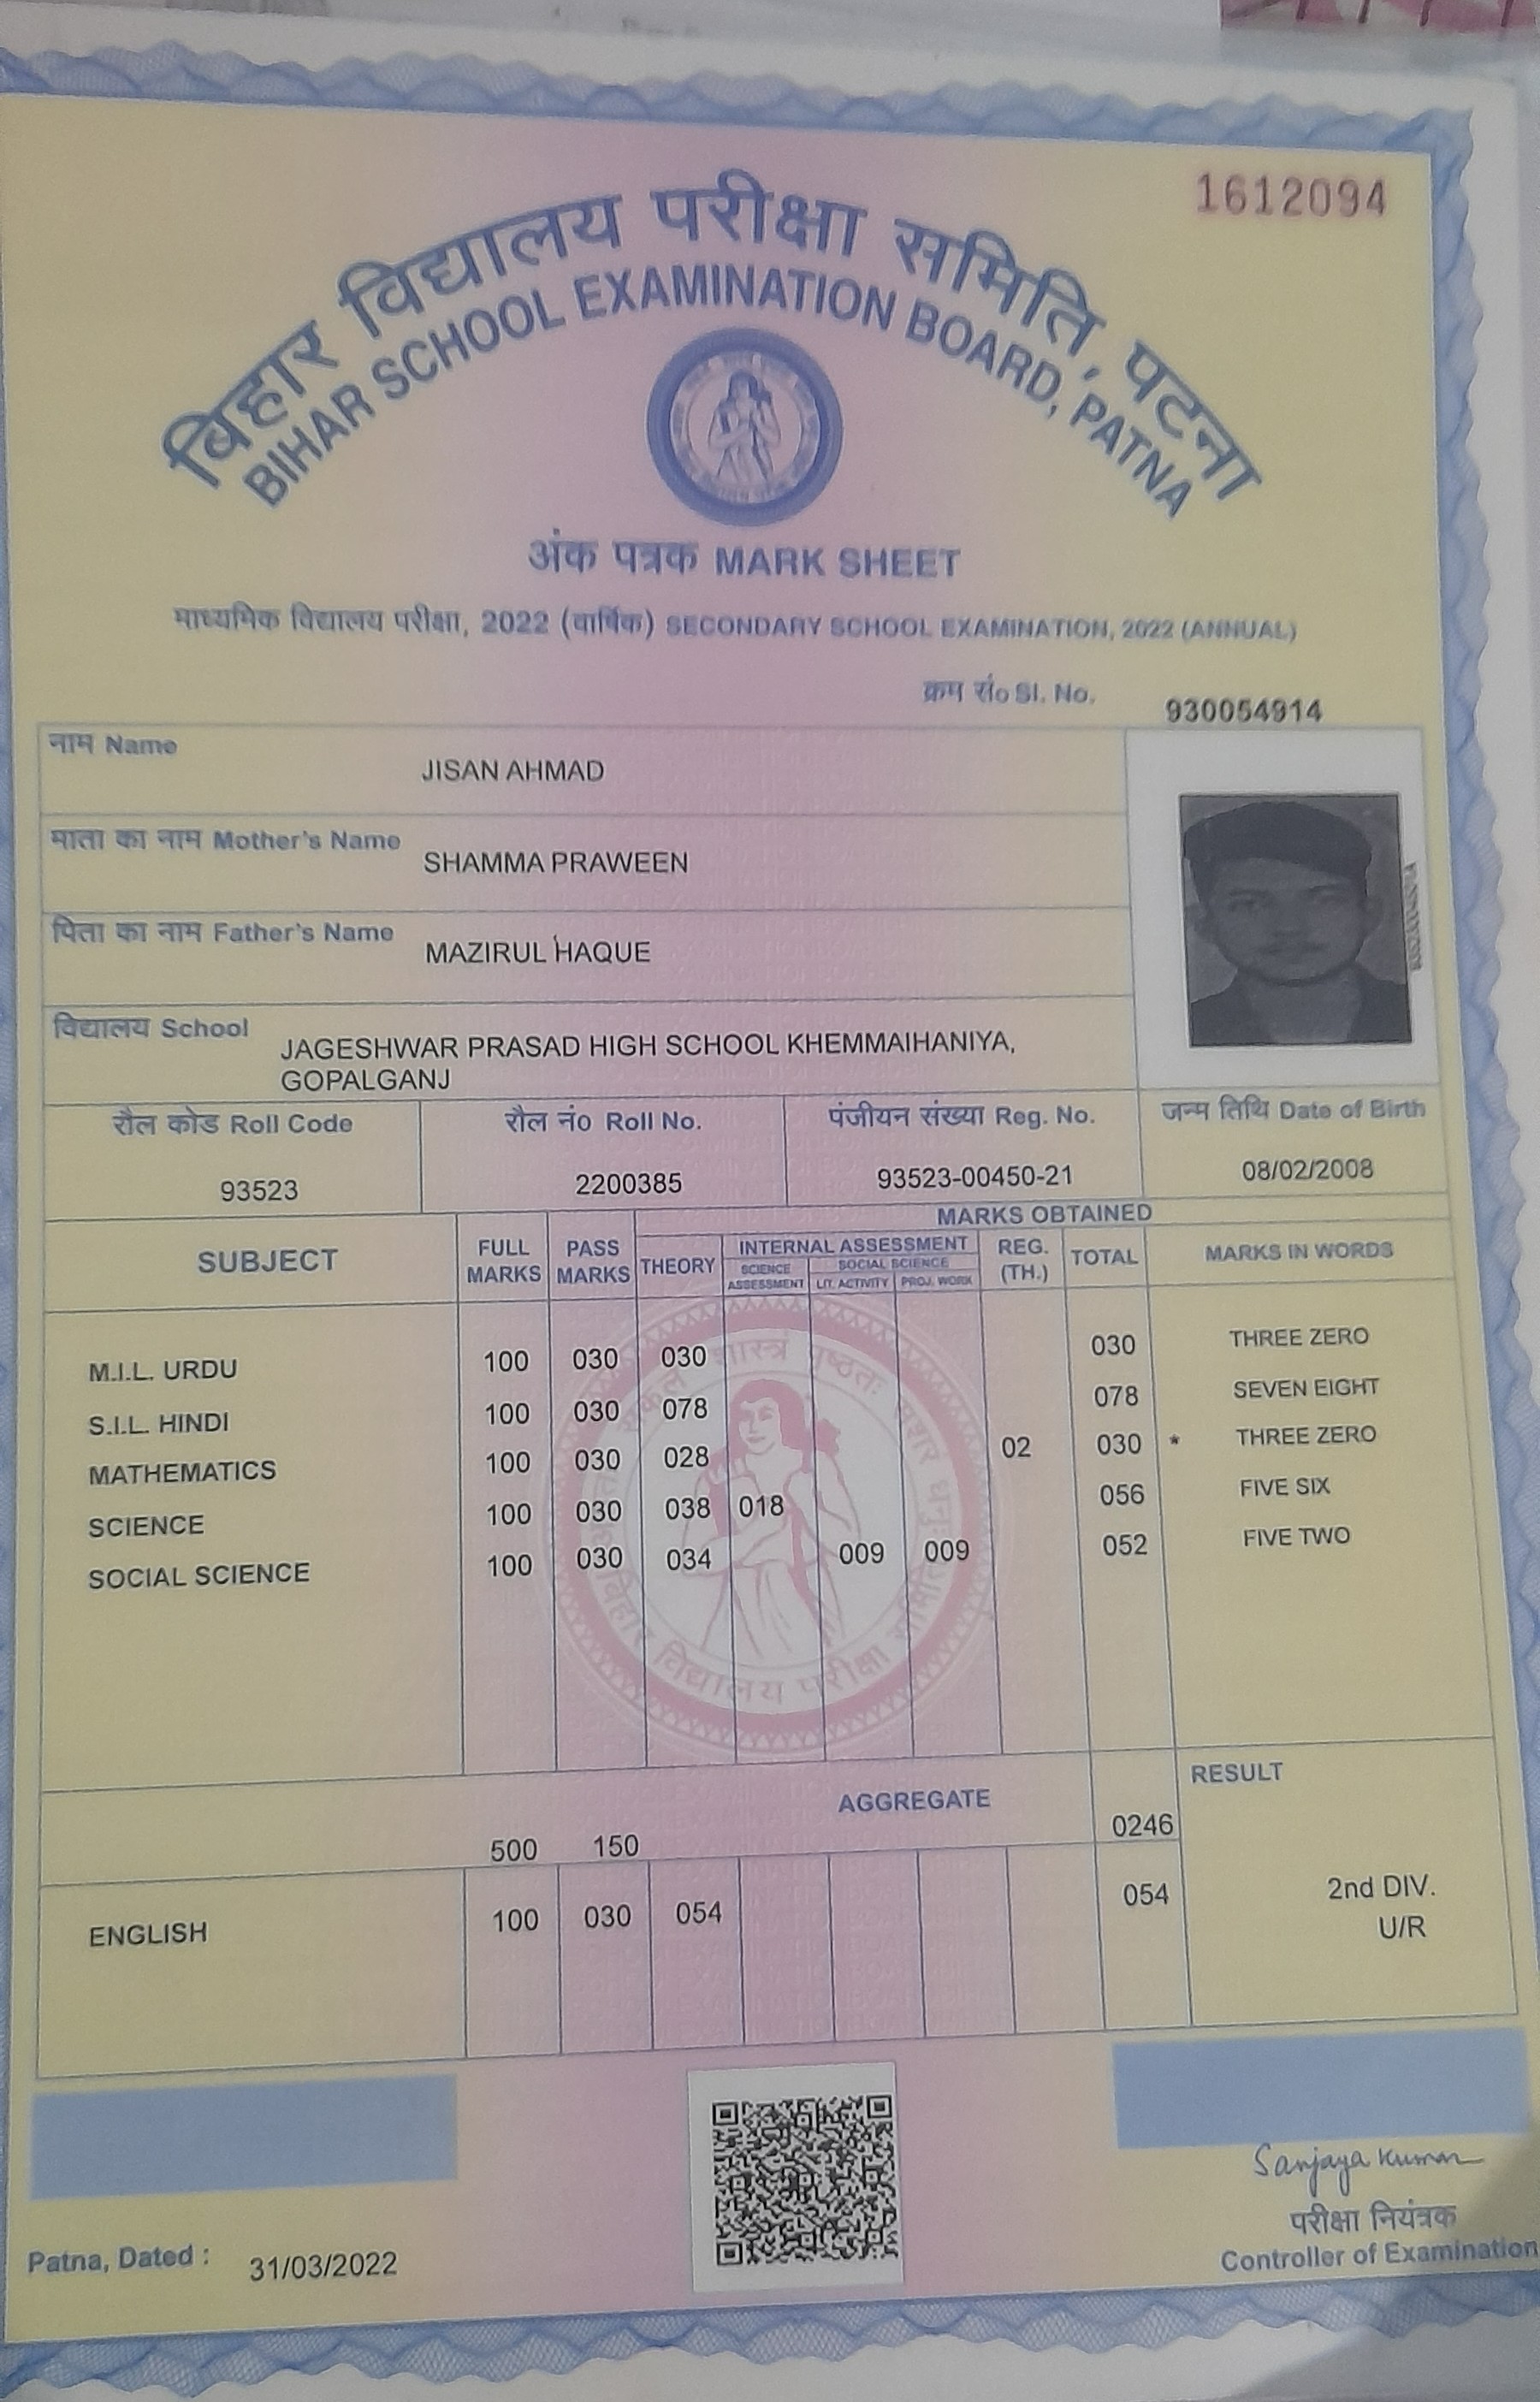 1612094
बिहार विद्यालय परीक्षा समिति, पटना
BIHAR SCHOOL EXAMINATION BOARD, PATNA
अंक पत्रक MARK SHEET
माध्यमिक विद्यालय परीक्षा, 2022 (वार्षिक) SECONDARY SCHOOL EXAMINATION, 2022 (ANNUAL)
क्रम सं० Sl. No. 930054914
नाम Name JISAN AHMAD
माता का नाम Mother's Name SHAMMA PRAWEEN
पिता का नाम Father's Name MAZIRUL HAQUE
विद्यालय School JAGESHWAR PRASAD HIGH SCHOOL KHEMMAIHANIYA,
GOPALGANJ
रौल कोड Roll Code रौल नं० Roll No. पंजीयन संख्या Reg. No. जन्म तिथि Date of Birth
93523 2200385 93523-00450-21 08/02/2008
MARKS OBTAINED
SUBJECT FULL MARKS PASS MARKS THEORY INTERNAL ASSESSMENT REG. (TH.) TOTAL MARKS IN WORDS
SCIENCE ASSESSMENT SOCIAL SCIENCE LIT. ACTIVITY PROJ. WORK
M.I.L. URDU 100 030 030 030 THREE ZERO
S.I.L. HINDI 100 030 078 078 SEVEN EIGHT
MATHEMATICS 100 030 028 02 030 * THREE ZERO
SCIENCE 100 030 038 018 056 FIVE SIX
SOCIAL SCIENCE 100 030 034 009 009 052 FIVE TWO
बिहार विद्यालय परीक्षा समिति
AGGREGATE RESULT
500 150 0246
ENGLISH 100 030 054 054 2nd DIV.
U/R
Sanjaya Kumar
परीक्षा नियंत्रक
Controller of Examination
Patna, Dated : 31/03/2022